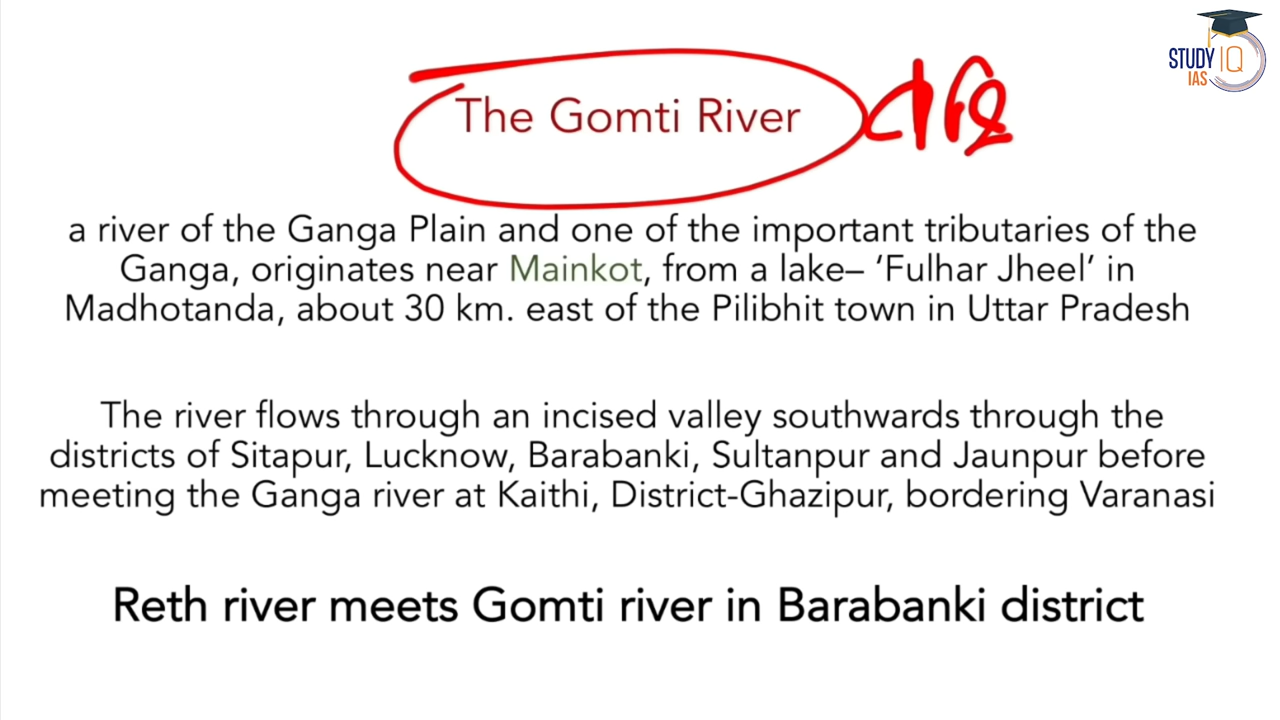 STUDY IQ
IAS
The Gomti River
a river of the Ganga Plain and one of the important tributaries of the
Ganga, originates near Mainkot, from a lake– ‘Fulhar Jheel’ in
Madhotanda, about 30 km. east of the Pilibhit town in Uttar Pradesh
The river flows through an incised valley southwards through the
districts of Sitapur, Lucknow, Barabanki, Sultanpur and Jaunpur before
meeting the Ganga river at Kaithi, District-Ghazipur, bordering Varanasi
Reth river meets Gomti river in Barabanki district